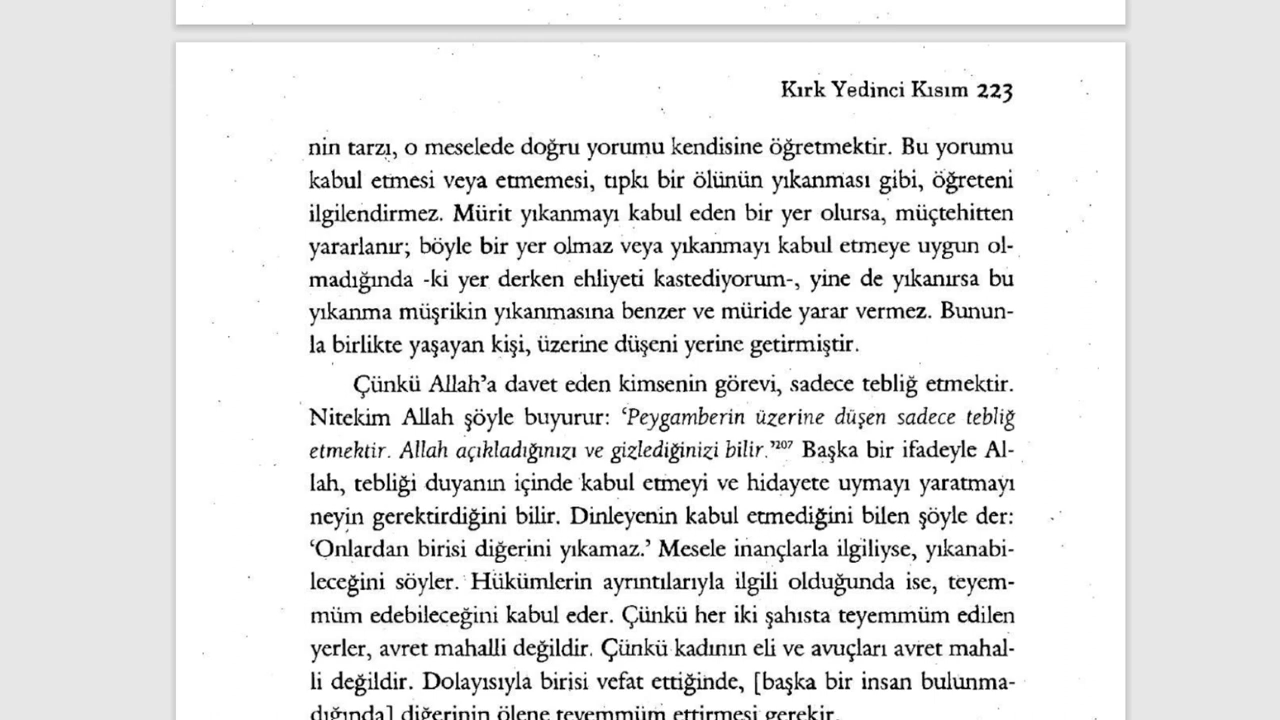 Kırk Yedinci Kısım 223
nin tarzı, o meselede doğru yorumu kendisine öğretmektir. Bu yorumu
kabul etmesi veya etmemesi, tıpkı bir ölünün yıkanması gibi, öğreteni
ilgilendirmez. Mürit yıkanmayı kabul eden bir yer olursa, müçtehitten
yararlanır; böyle bir yer olmaz veya yıkanmayı kabul etmeye uygun ol-
madığında -ki yer derken ehliyeti kastediyorum-, yine de yıkanırsa bu
yıkanma müşrikin yıkanmasına benzer ve müride yarar vermez. Bunun-
la birlikte yaşayan kişi, üzerine düşeni yerine getirmiştir.
Çünkü Allah’a davet eden kimsenin görevi, sadece tebliğ etmektir.
Nitekim Allah şöyle buyurur: ‘Peygamberin üzerine düşen sadece tebliğ
etmektir. Allah açıkladığınızı ve gizlediğinizi bilir.’²⁰⁷ Başka bir ifadeyle Al-
lah, tebliği duyanın içinde kabul etmeyi ve hidayete uymayı yaratmayı
neyin gerektirdiğini bilir. Dinleyenin kabul etmediğini bilen şöyle der:
‘Onlardan birisi diğerini yıkamaz.’ Mesele inançlarla ilgiliyse, yıkanabi-
leceğini söyler. Hükümlerin ayrıntılarıyla ilgili olduğunda ise, teyem-
müm edebileceğini kabul eder. Çünkü her iki şahısta teyemmüm edilen
yerler, avret mahalli değildir. Çünkü kadının eli ve avuçları avret mahal-
li değildir. Dolayısıyla birisi vefat ettiğinde, [başka bir insan bulunma-
dığında] diğerinin ölene teyemmüm ettirmesi gerekir.